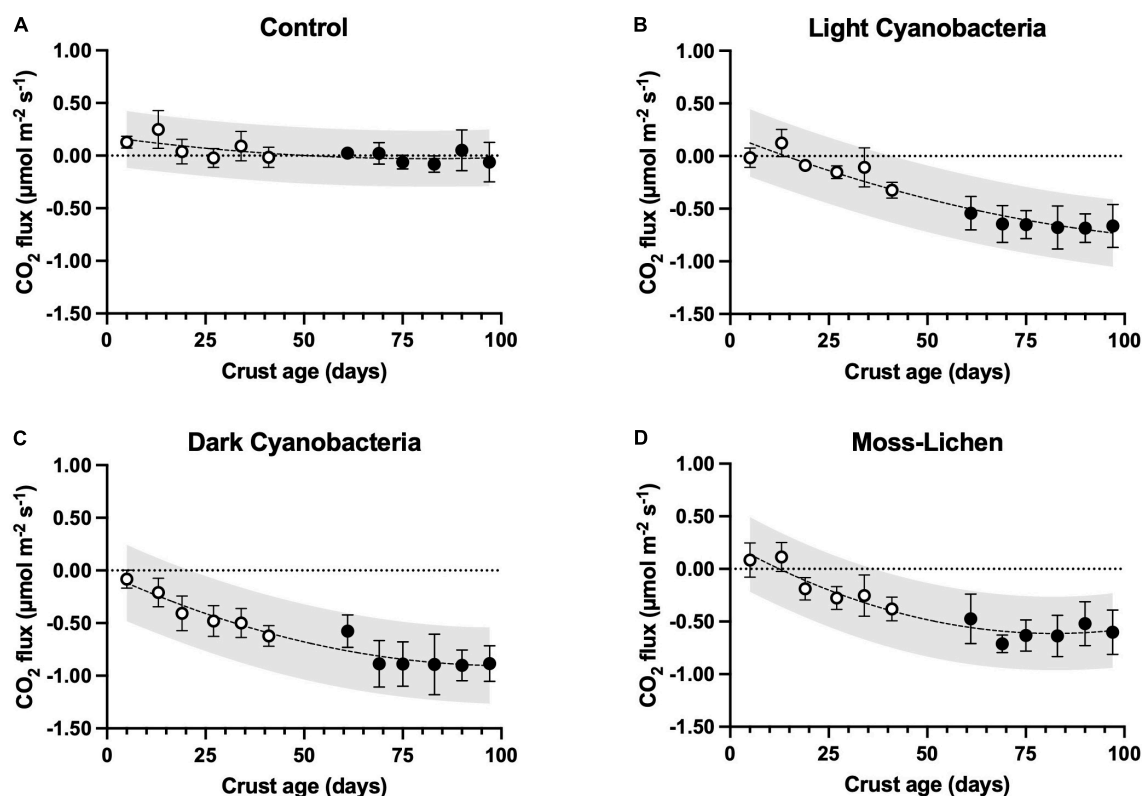 A
Control
1.00
0.50
0.00
-0.50
-1.00
-1.50
CO₂ flux (µmol m⁻² s⁻¹)
0 25 50 75 100
Crust age (days)
B
Light Cyanobacteria
1.00
0.50
0.00
-0.50
-1.00
-1.50
CO₂ flux (µmol m⁻² s⁻¹)
0 25 50 75 100
Crust age (days)
C
Dark Cyanobacteria
1.00
0.50
0.00
-0.50
-1.00
-1.50
CO₂ flux (µmol m⁻² s⁻¹)
0 25 50 75 100
Crust age (days)
D
Moss-Lichen
1.00
0.50
0.00
-0.50
-1.00
-1.50
CO₂ flux (µmol m⁻² s⁻¹)
0 25 50 75 100
Crust age (days)